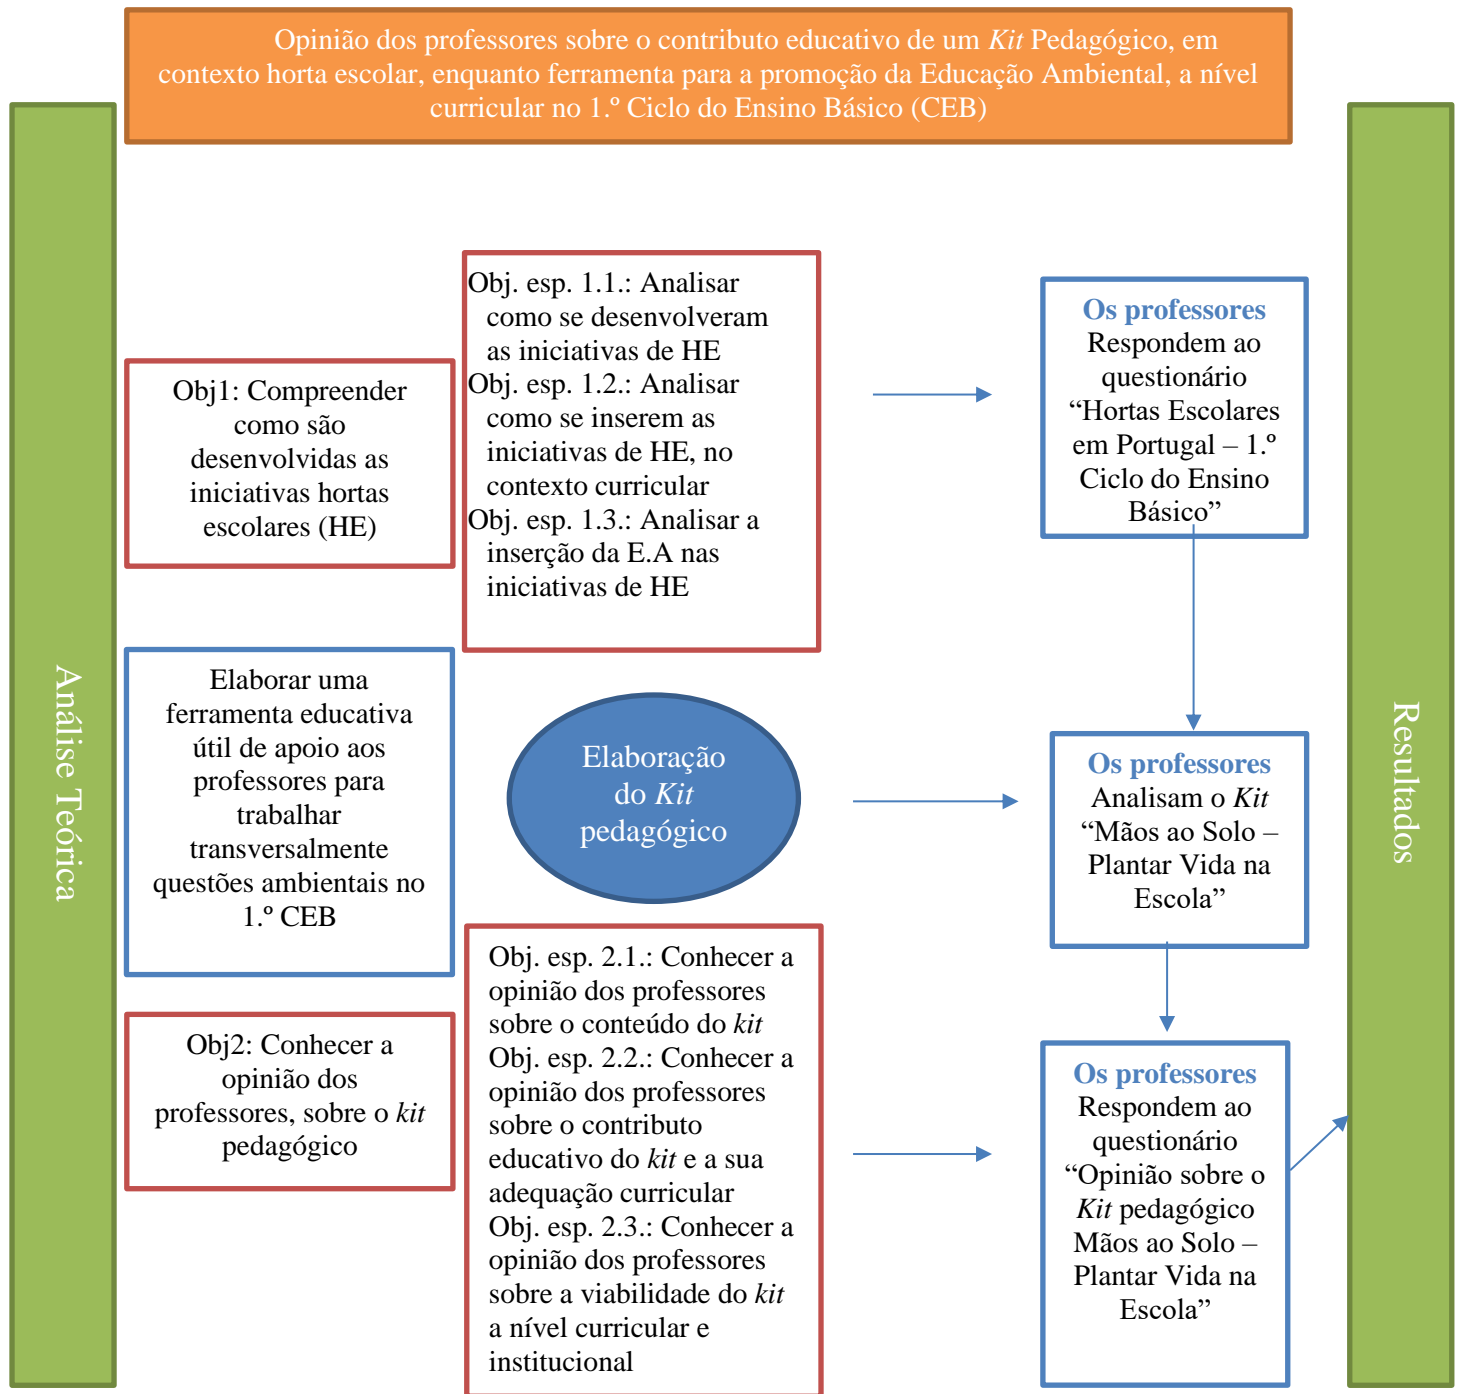 Opinião dos professores sobre o contributo educativo de um Kit Pedagógico, em
contexto horta escolar, enquanto ferramenta para a promoção da Educação Ambiental, a nível
curricular no 1.º Ciclo do Ensino Básico (CEB)
Análise Teórica
Obj1: Compreender
como são
desenvolvidas as
iniciativas hortas
escolares (HE)
Obj. esp. 1.1.: Analisar
como se desenvolveram
as iniciativas de HE
Obj. esp. 1.2.: Analisar
como se inserem as
iniciativas de HE, no
contexto curricular
Obj. esp. 1.3.: Analisar a
inserção da E.A nas
iniciativas de HE
Os professores
Respondem ao
questionário
“Hortas Escolares
em Portugal – 1.º
Ciclo do Ensino
Básico”
Elaborar uma
ferramenta educativa
útil de apoio aos
professores para
trabalhar
transversalmente
questões ambientais no
1.º CEB
Elaboração
do Kit
pedagógico
Os professores
Analisam o Kit
“Mãos ao Solo –
Plantar Vida na
Escola”
Obj2: Conhecer a
opinião dos
professores, sobre o kit
pedagógico
Obj. esp. 2.1.: Conhecer a
opinião dos professores
sobre o conteúdo do kit
Obj. esp. 2.2.: Conhecer a
opinião dos professores
sobre o contributo
educativo do kit e a sua
adequação curricular
Obj. esp. 2.3.: Conhecer a
opinião dos professores
sobre a viabilidade do kit
a nível curricular e
institucional
Os professores
Respondem ao
questionário
“Opinião sobre o
Kit pedagógico
Mãos ao Solo –
Plantar Vida na
Escola”
Resultados